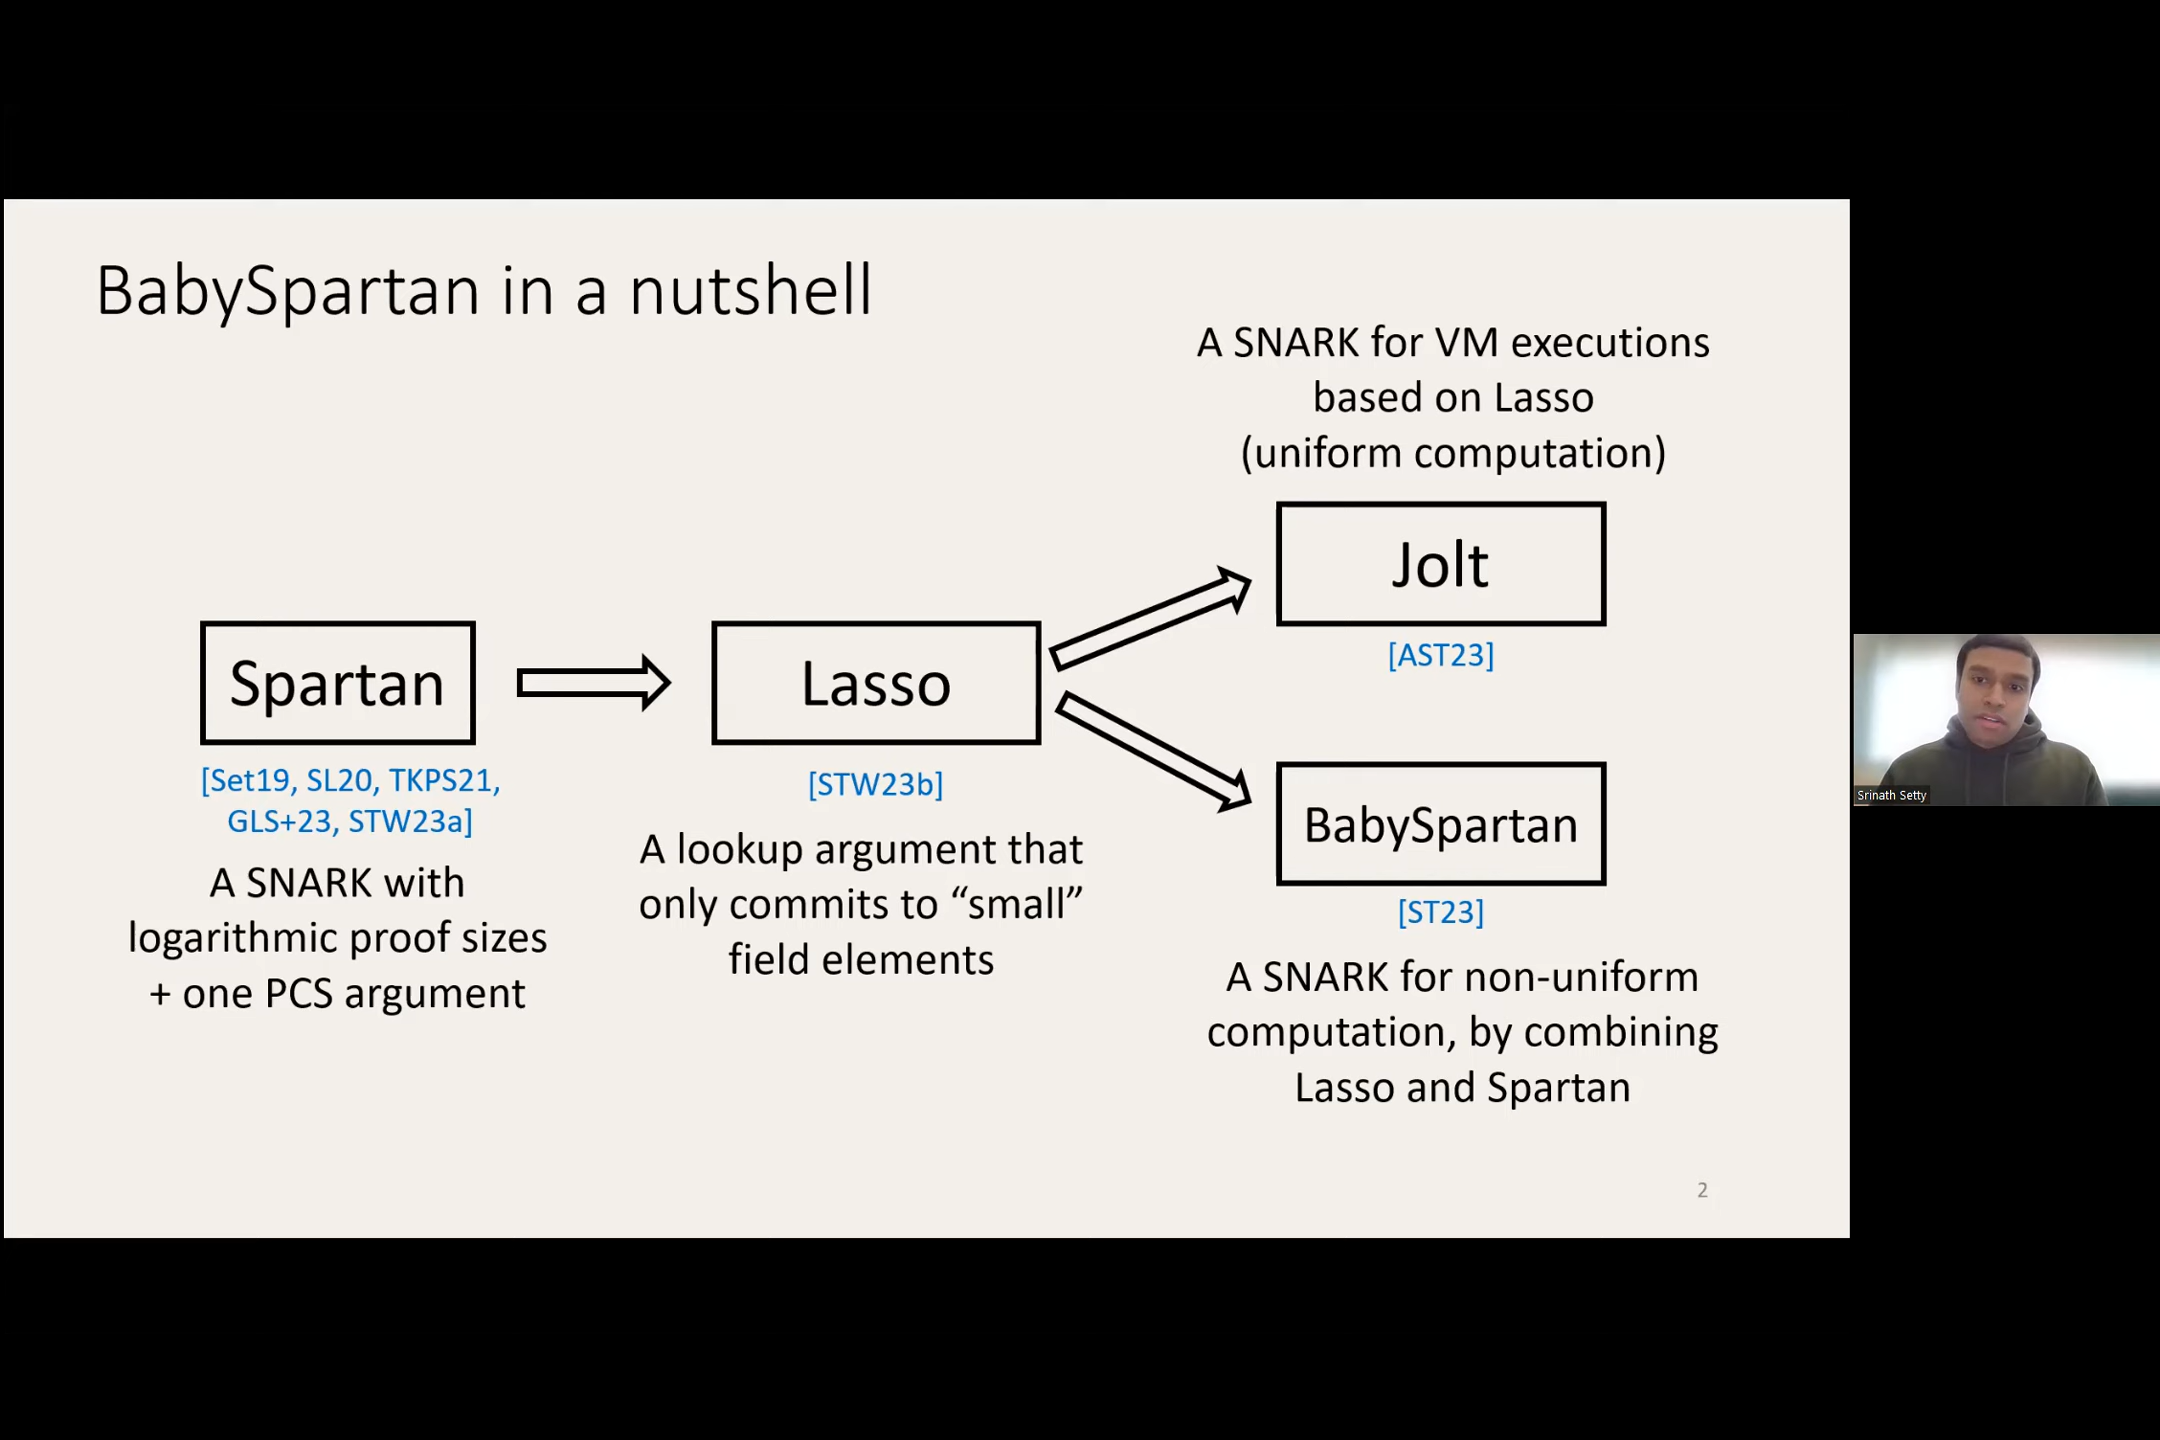 BabySpartan in a nutshell
A SNARK for VM executions
based on Lasso
(uniform computation)
Jolt
[AST23]
Spartan
[Set19, SL20, TKPS21,
GLS+23, STW23a]
A SNARK with
logarithmic proof sizes
+ one PCS argument
Lasso
[STW23b]
A lookup argument that
only commits to “small”
field elements
BabySpartan
[ST23]
A SNARK for non-uniform
computation, by combining
Lasso and Spartan
2
Srinath Setty